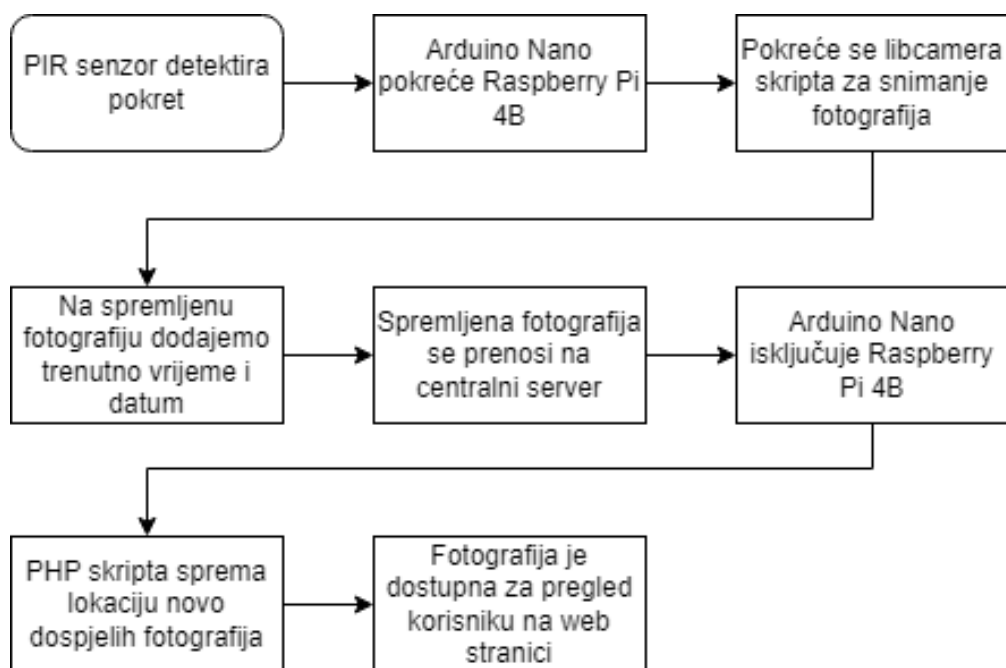 PIR senzor detektira
pokret
Arduino Nano
pokreće Raspberry Pi
4B
Pokreće se libcamera
skripta za snimanje
fotografija
Na spremljenu
fotografiju dodajemo
trenutno vrijeme i
datum
Spremljena fotografija
se prenosi na
centralni server
Arduino Nano
isključuje Raspberry
Pi 4B
PHP skripta sprema
lokaciju novo
dospjelih fotografija
Fotografija je
dostupna za pregled
korisniku na web
stranici